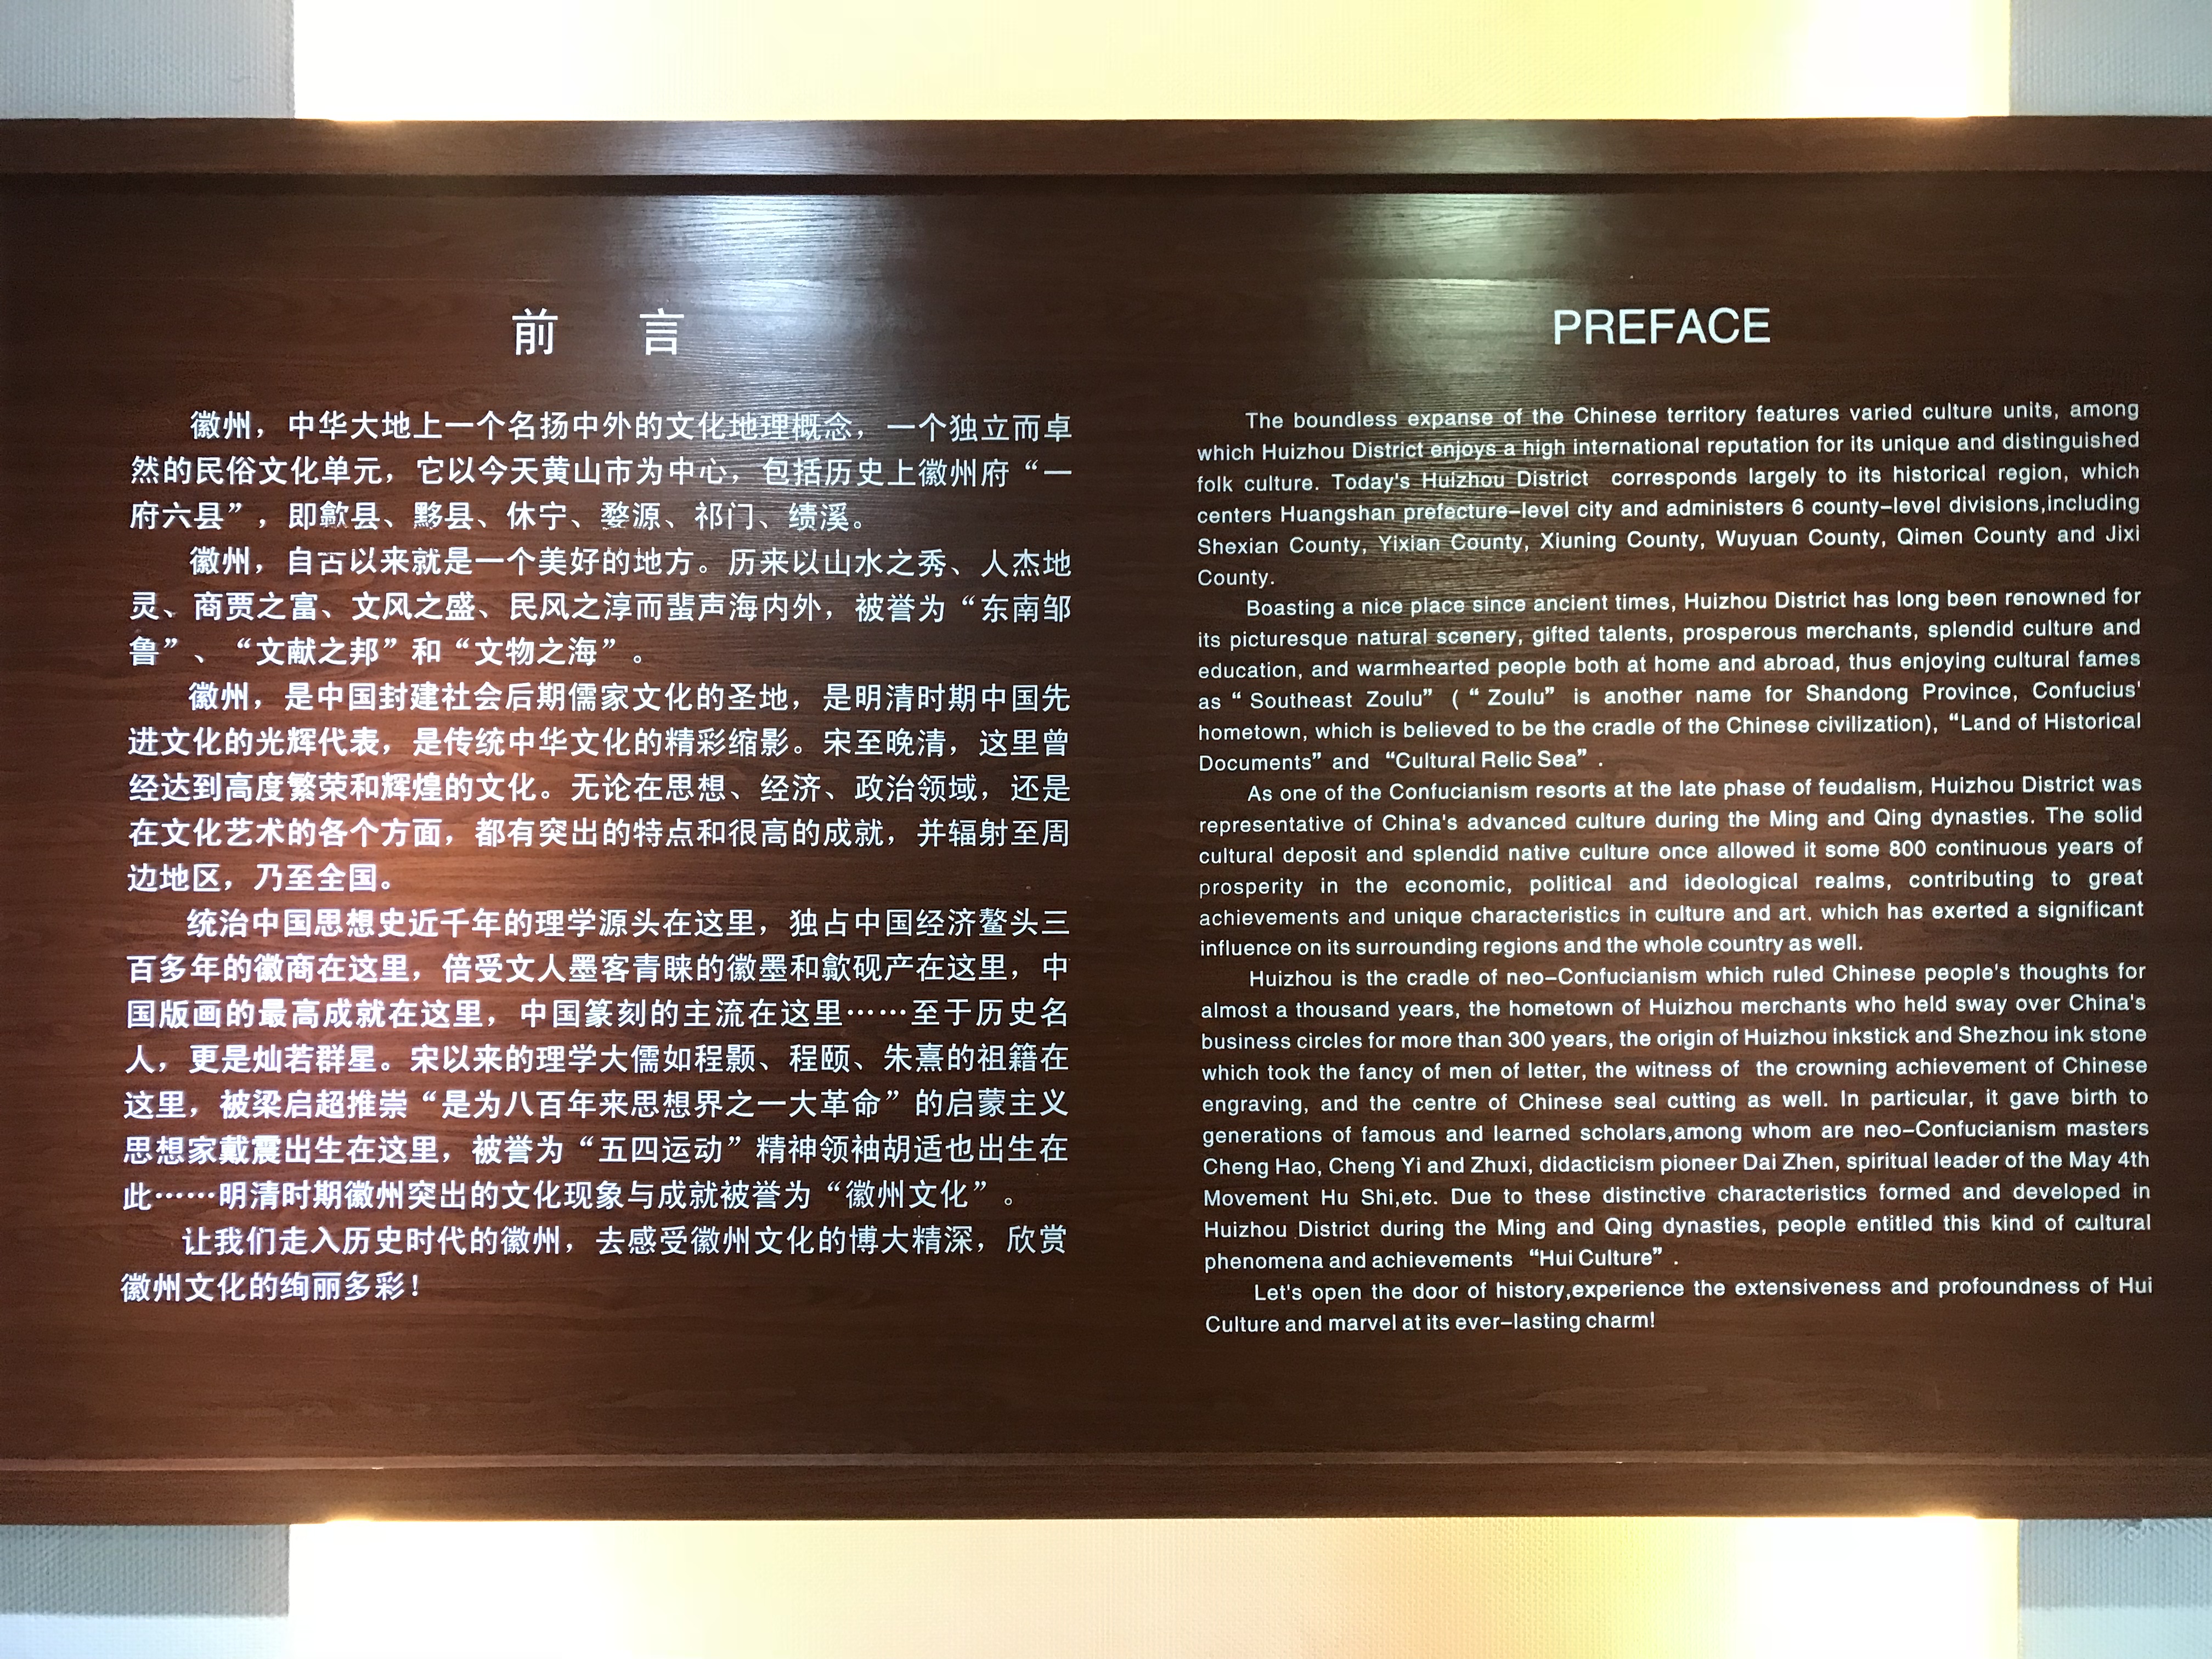 前 言
徽州，中华大地上一个名扬中外的文化地理概念，一个独立而卓
然的民俗文化单元，它以今天黄山市为中心，包括历史上徽州府“一
府六县”，即歙县、黟县、休宁、婺源、祁门、绩溪。
徽州，自古以来就是一个美好的地方。历来以山水之秀、人杰地
灵、商贾之富、文风之盛、民风之淳而蜚声海内外，被誉为“东南邹
鲁”、“文献之邦”和“文物之海”。
徽州，是中国封建社会后期儒家文化的圣地，是明清时期中国先
进文化的光辉代表，是传统中华文化的精彩缩影。宋至晚清，这里曾
经达到高度繁荣和辉煌的文化。无论在思想、经济、政治领域，还是
在文化艺术的各个方面，都有突出的特点和很高的成就，并辐射至周
边地区，乃至全国。
统治中国思想史近千年的理学源头在这里，独占中国经济鳌头三
百多年的徽商在这里，倍受文人墨客青睐的徽墨和歙砚产在这里，中
国版画的最高成就在这里，中国篆刻的主流在这里……至于历史名
人，更是灿若群星。宋以来的理学大儒如程颢、程颐、朱熹的祖籍在
这里，被梁启超推崇“是为八百年来思想界之一大革命”的启蒙主义
思想家戴震出生在这里，被誉为“五四运动”精神领袖胡适也出生在
此……明清时期徽州突出的文化现象与成就被誉为“徽州文化”。
让我们走入历史时代的徽州，去感受徽州文化的博大精深，欣赏
徽州文化的绚丽多彩！
PREFACE
The boundless expanse of the Chinese territory features varied culture units, among
which Huizhou District enjoys a high international reputation for its unique and distinguished
folk culture. Today's Huizhou District corresponds largely to its historical region, which
centers Huangshan prefecture-level city and administers 6 county-level divisions,including
Shexian County, Yixian County, Xiuning County, Wuyuan County, Qimen County and Jixi
County.
Boasting a nice place since ancient times, Huizhou District has long been renowned for
its picturesque natural scenery, gifted talents, prosperous merchants, splendid culture and
education, and warmhearted people both at home and abroad, thus enjoying cultural fames
as “ Southeast Zoulu” ( “ Zoulu” is another name for Shandong Province, Confucius'
hometown, which is believed to be the cradle of the Chinese civilization), “Land of Historical
Documents” and “Cultural Relic Sea” .
As one of the Confucianism resorts at the late phase of feudalism, Huizhou District was
representative of China's advanced culture during the Ming and Qing dynasties. The solid
cultural deposit and splendid native culture once allowed it some 800 continuous years of
prosperity in the economic, political and ideological realms, contributing to great
achievements and unique characteristics in culture and art. which has exerted a significant
influence on its surrounding regions and the whole country as well.
Huizhou is the cradle of neo-Confucianism which ruled Chinese people's thoughts for
almost a thousand years, the hometown of Huizhou merchants who held sway over China's
business circles for more than 300 years, the origin of Huizhou inkstick and Shezhou ink stone
which took the fancy of men of letter, the witness of the crowning achievement of Chinese
engraving, and the centre of Chinese seal cutting as well. In particular, it gave birth to
generations of famous and learned scholars,among whom are neo-Confucianism masters
Cheng Hao, Cheng Yi and Zhuxi, didacticism pioneer Dai Zhen, spiritual leader of the May 4th
Movement Hu Shi,etc. Due to these distinctive characteristics formed and developed in
Huizhou District during the Ming and Qing dynasties, people entitled this kind of cultural
phenomena and achievements “Hui Culture” .
Let's open the door of history,experience the extensiveness and profoundness of Hui
Culture and marvel at its ever-lasting charm!